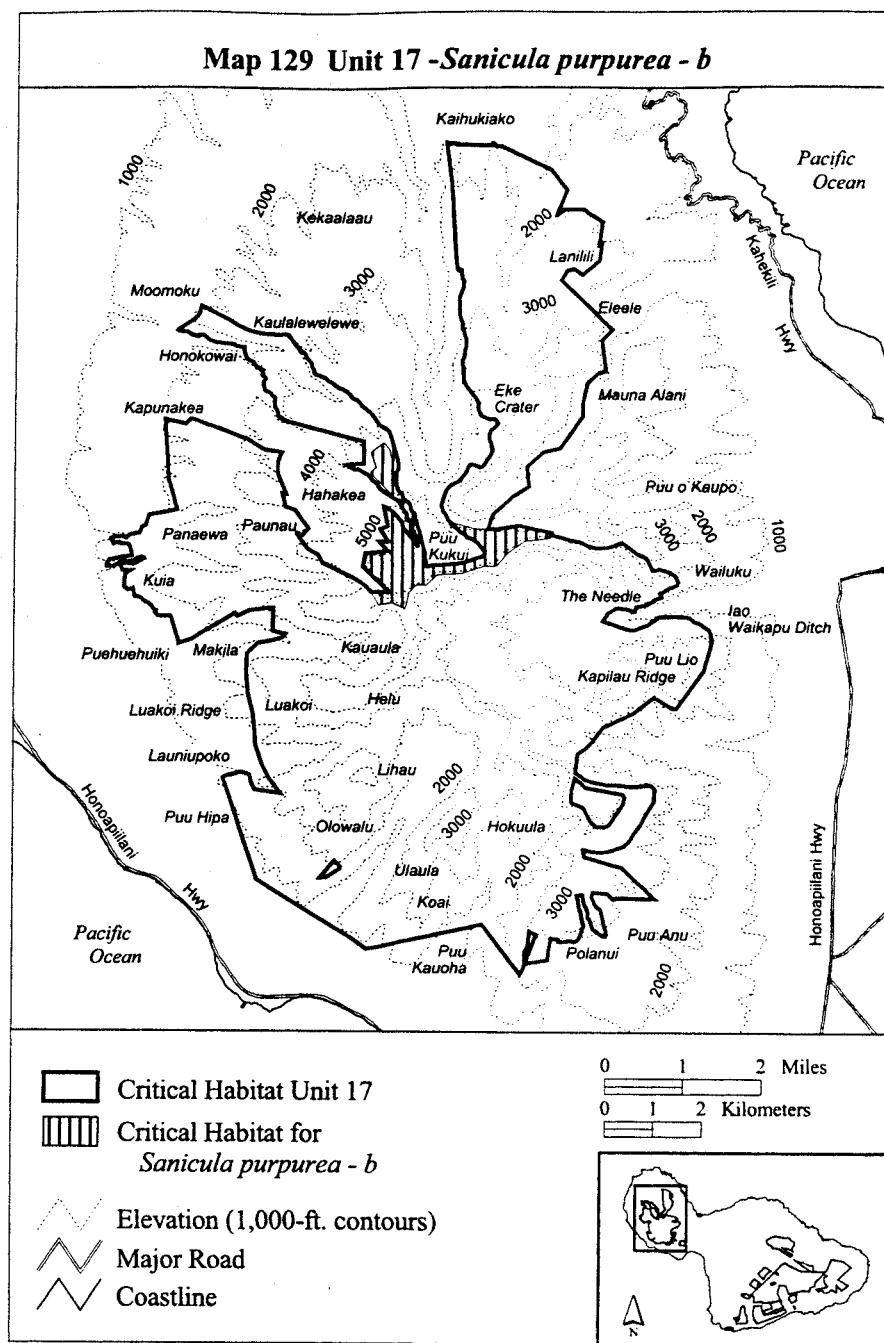 Map 129 Unit 17 -Sanicula purpurea - b
Kaihukiako
Pacific
Ocean
1000
2000
Kekaalaau
2000
Kahekili
Hwy
Lanilili
3000
3000
Eleele
Moomoku
Kaulalewelewe
Honokowai
Eke
Crater
Mauna Alani
Kapunakea
4000
Hahakea
Puu o Kaupo
Panaewa
Paunau
5000
Puu
Kukui
3000
2000
1000
Wailuku
Kuia
The Needle
Iao
Waikapu Ditch
Puehuehuiki
Makila
Kauaula
Puu Lio
Kapilau Ridge
Luakoi Ridge
Luakoi
Helu
Launiupoko
Lihau
2000
Honoapiilani
Hwy
Puu Hipa
Olowalu
3000
Hokuula
Honoapiilani Hwy
Ulaula
2000
Koai
3000
Pacific
Ocean
Puu
Kauoha
Polanui
Puu Anu
2000
Critical Habitat Unit 17
Critical Habitat for
Sanicula purpurea - b
Elevation (1,000-ft. contours)
Major Road
Coastline
0 1 2 Miles
0 1 2 Kilometers
N